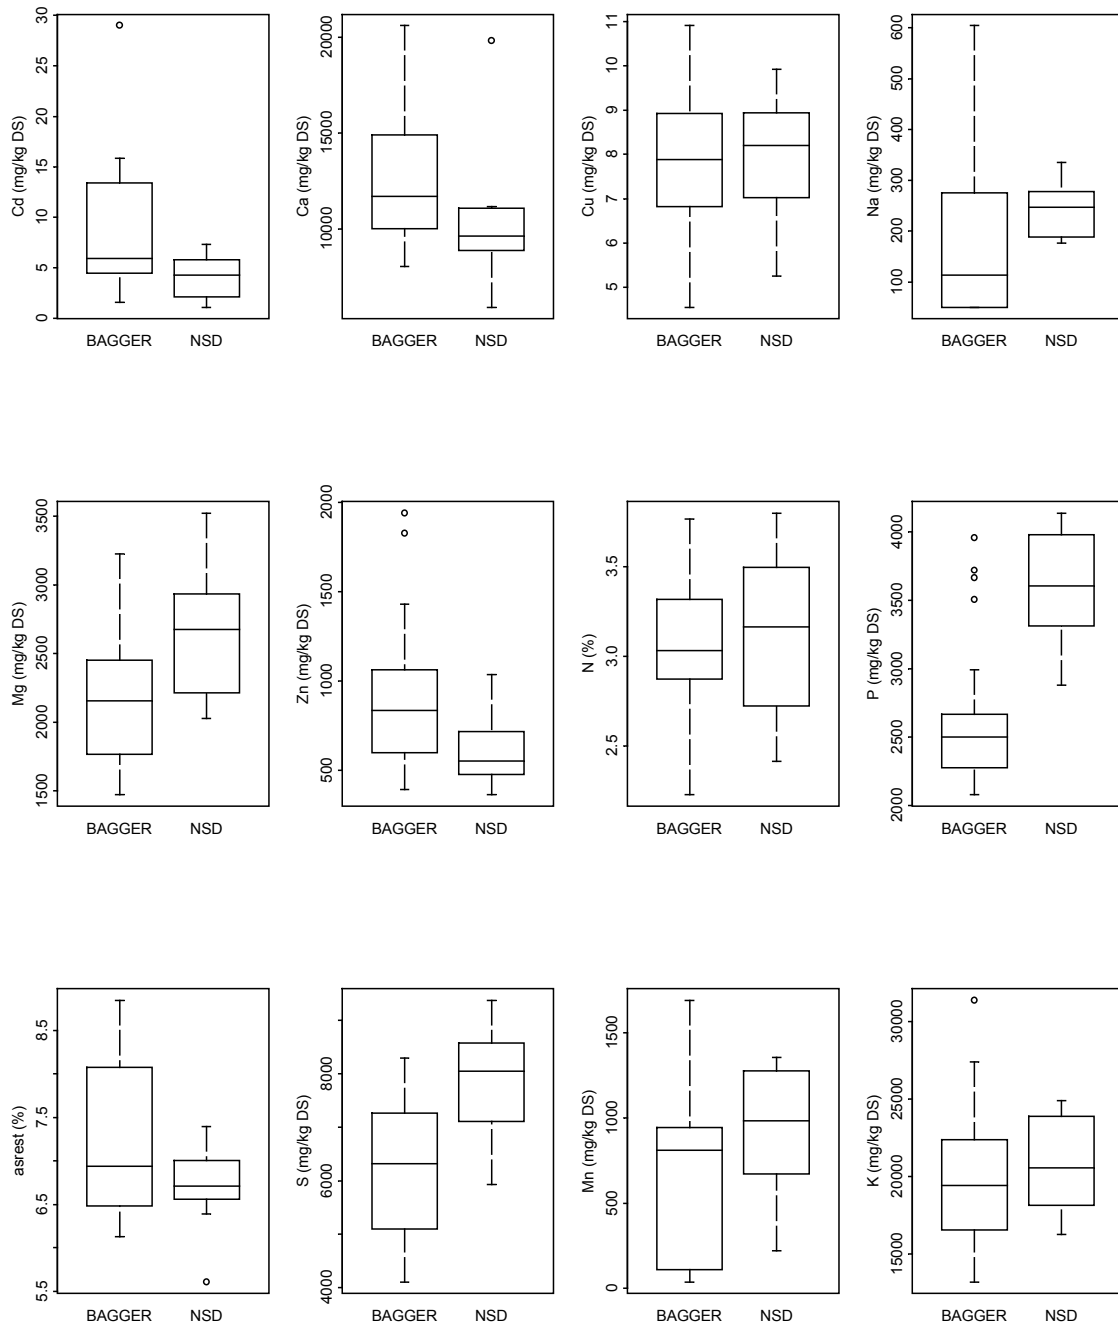 Cd (mg/kg DS)
0
5
10
15
20
25
30
BAGGER NSD
Ca (mg/kg DS)
10000
15000
20000
BAGGER NSD
Cu (mg/kg DS)
5
6
7
8
9
10
11
BAGGER NSD
Na (mg/kg DS)
100
200
300
400
500
600
BAGGER NSD
Mg (mg/kg DS)
1500
2000
2500
3000
3500
BAGGER NSD
Zn (mg/kg DS)
500
1000
1500
2000
BAGGER NSD
N (%)
2.5
3.0
3.5
BAGGER NSD
P (mg/kg DS)
2000
2500
3000
3500
4000
BAGGER NSD
asrest (%)
5.5
6.5
7.5
8.5
BAGGER NSD
S (mg/kg DS)
4000
6000
8000
BAGGER NSD
Mn (mg/kg DS)
0
500
1000
1500
BAGGER NSD
K (mg/kg DS)
15000
20000
25000
30000
BAGGER NSD